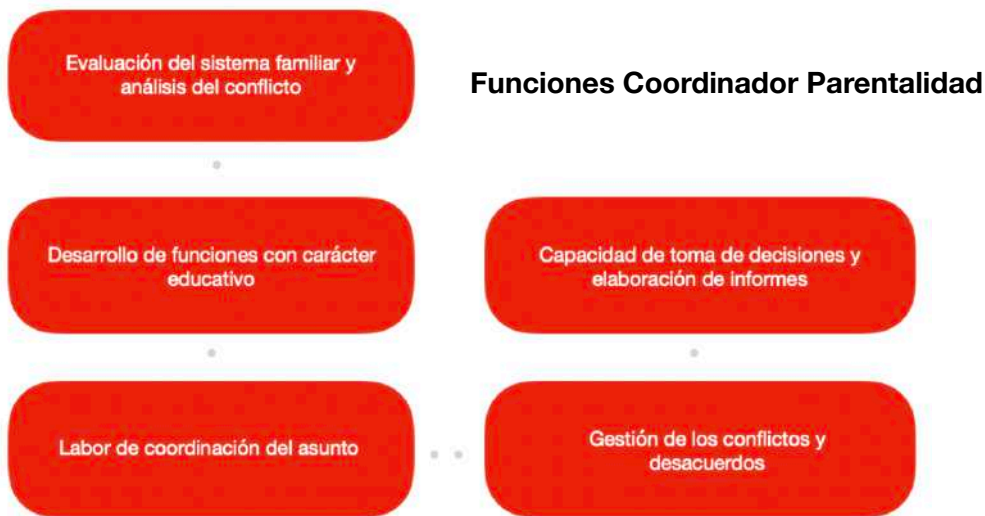 Evaluación del sistema familiar y
análisis del conflicto
Funciones Coordinador Parentalidad
Desarrollo de funciones con carácter
educativo
Capacidad de toma de decisiones y
elaboración de informes
Labor de coordinación del asunto
Gestión de los conflictos y
desacuerdos